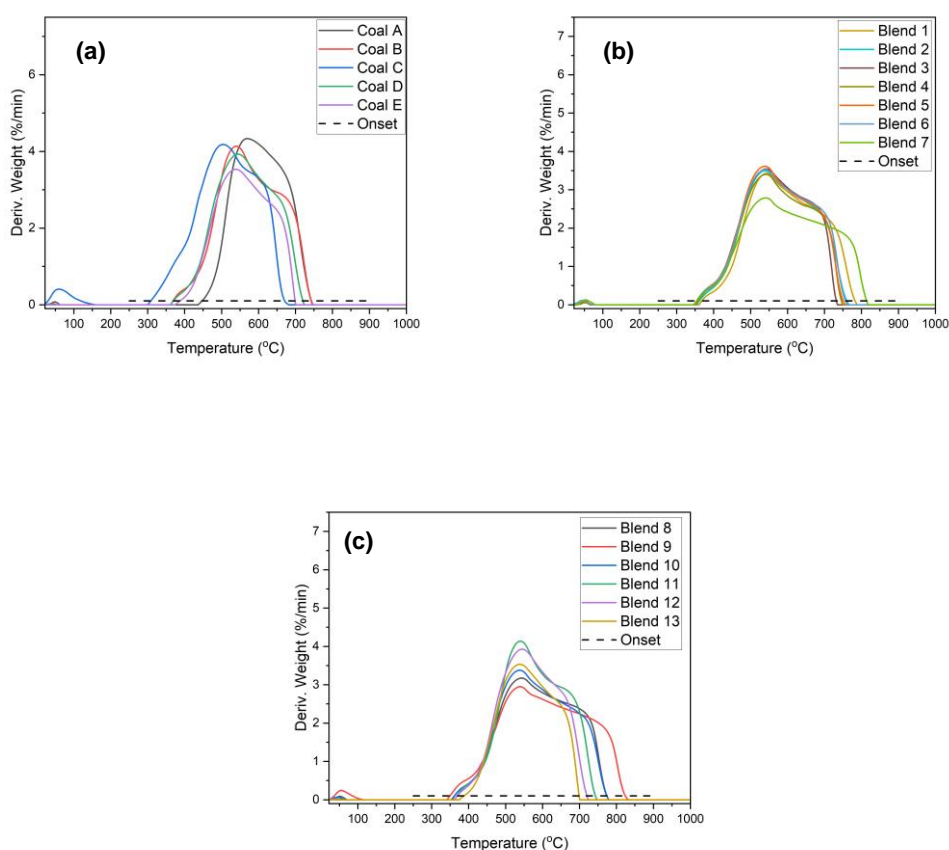 (a)
Coal A
Coal B
Coal C
Coal D
Coal E
Onset
Deriv. Weight (%/min)
6
4
2
0
100 200 300 400 500 600 700 800 900 1000
Temperature (°C)
(b)
Blend 1
Blend 2
Blend 3
Blend 4
Blend 5
Blend 6
Blend 7
Onset
Deriv. Weight (%/min)
7
6
5
4
3
2
1
0
100 200 300 400 500 600 700 800 900 1000
Temperature (°C)
(c)
Blend 8
Blend 9
Blend 10
Blend 11
Blend 12
Blend 13
Onset
Deriv. Weight (%/min)
7
6
5
4
3
2
1
0
100 200 300 400 500 600 700 800 900 1000
Temperature (°C)